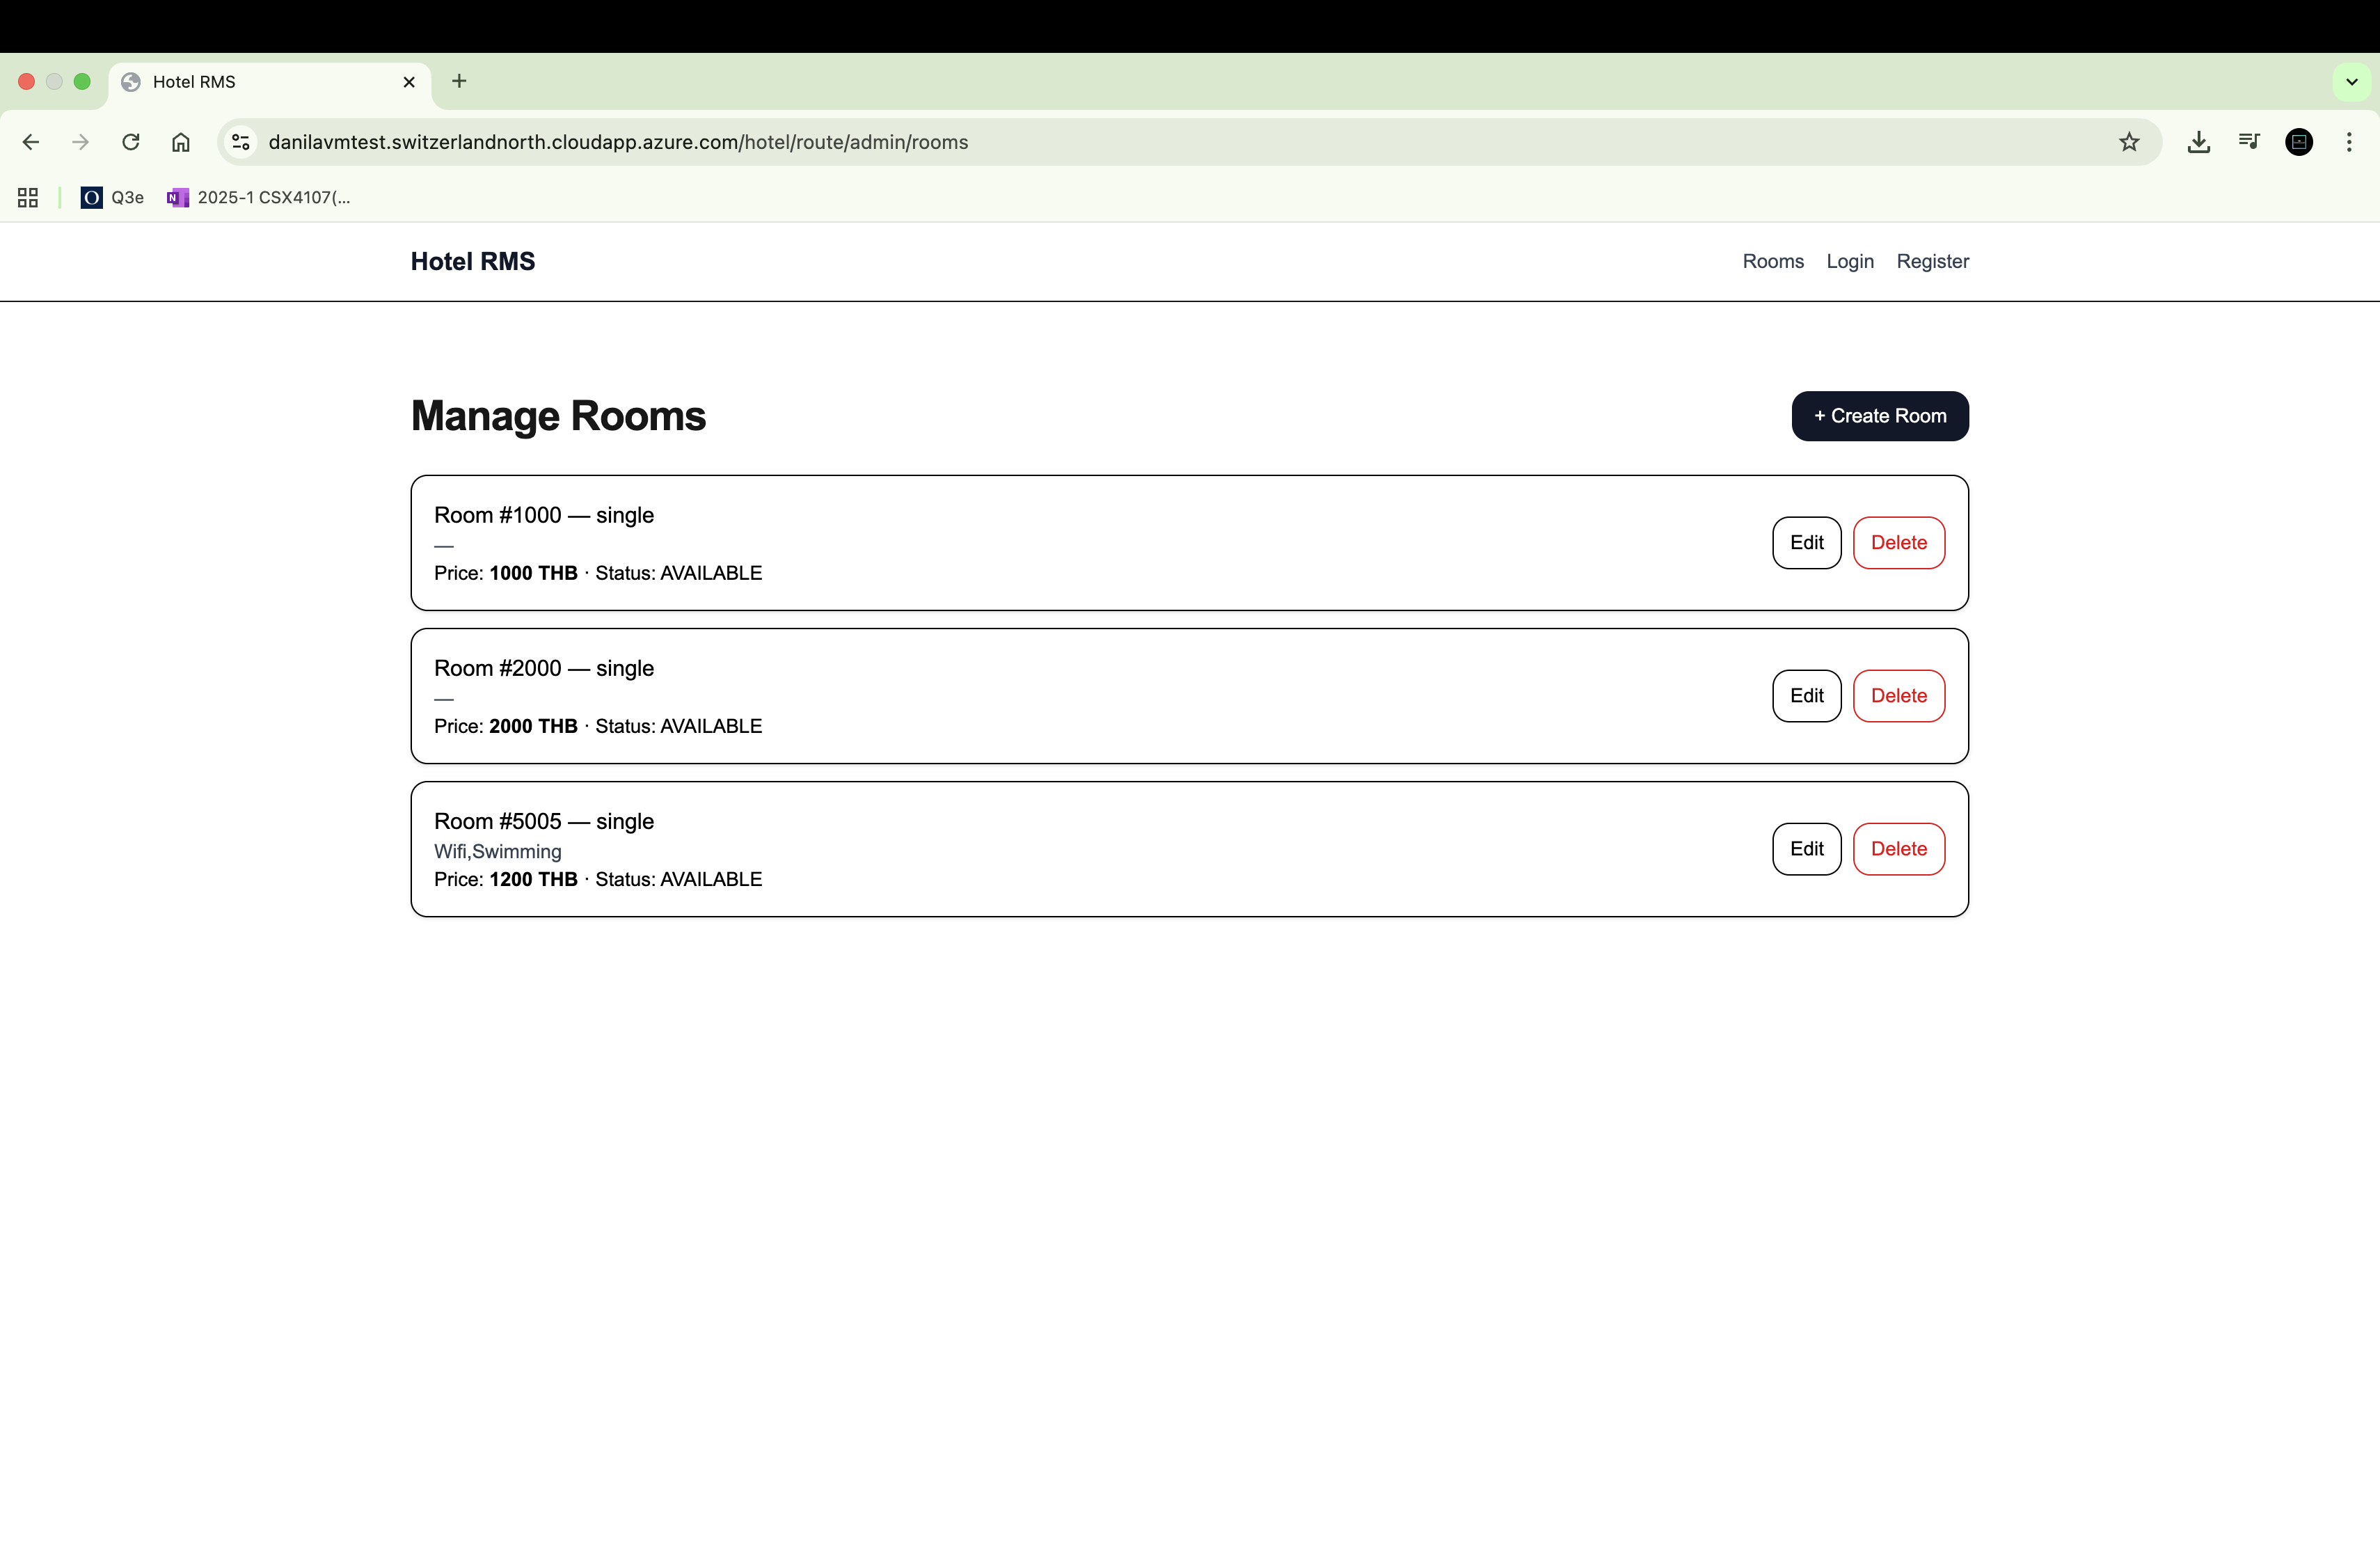 Hotel RMS
danilavmtest.switzerlandnorth.cloudapp.azure.com/hotel/route/admin/rooms
Q3e
2025-1 CSX4107(...
Hotel RMS
Rooms Login Register
Manage Rooms
+ Create Room
Room #1000 — single
—
Price: 1000 THB · Status: AVAILABLE
Edit Delete
Room #2000 — single
—
Price: 2000 THB · Status: AVAILABLE
Edit Delete
Room #5005 — single
Wifi,Swimming
Price: 1200 THB · Status: AVAILABLE
Edit Delete